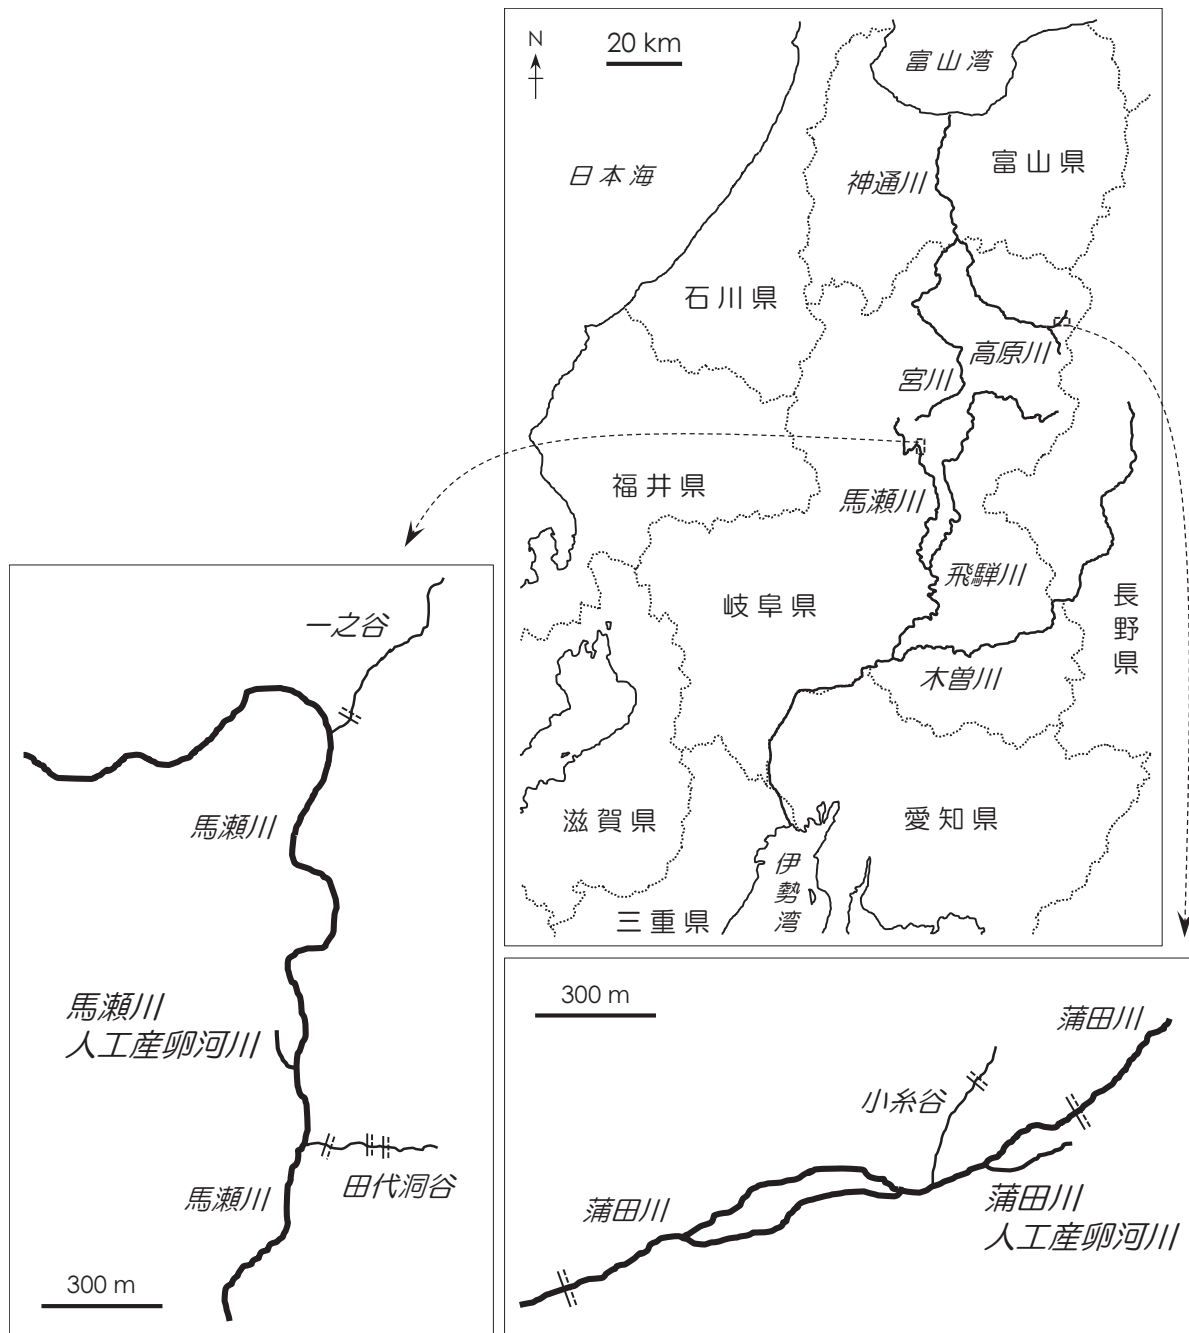 N
20 km
富山湾
日本海
神通川
富山県
石川県
高原川
宮川
福井県
馬瀬川
飛騨川
岐阜県
長野県
木曽川
滋賀県
愛知県
伊勢湾
三重県
一之谷
馬瀬川
馬瀬川
人工産卵河川
田代洞谷
馬瀬川
300 m
300 m
蒲田川
小糸谷
蒲田川
蒲田川
人工産卵河川